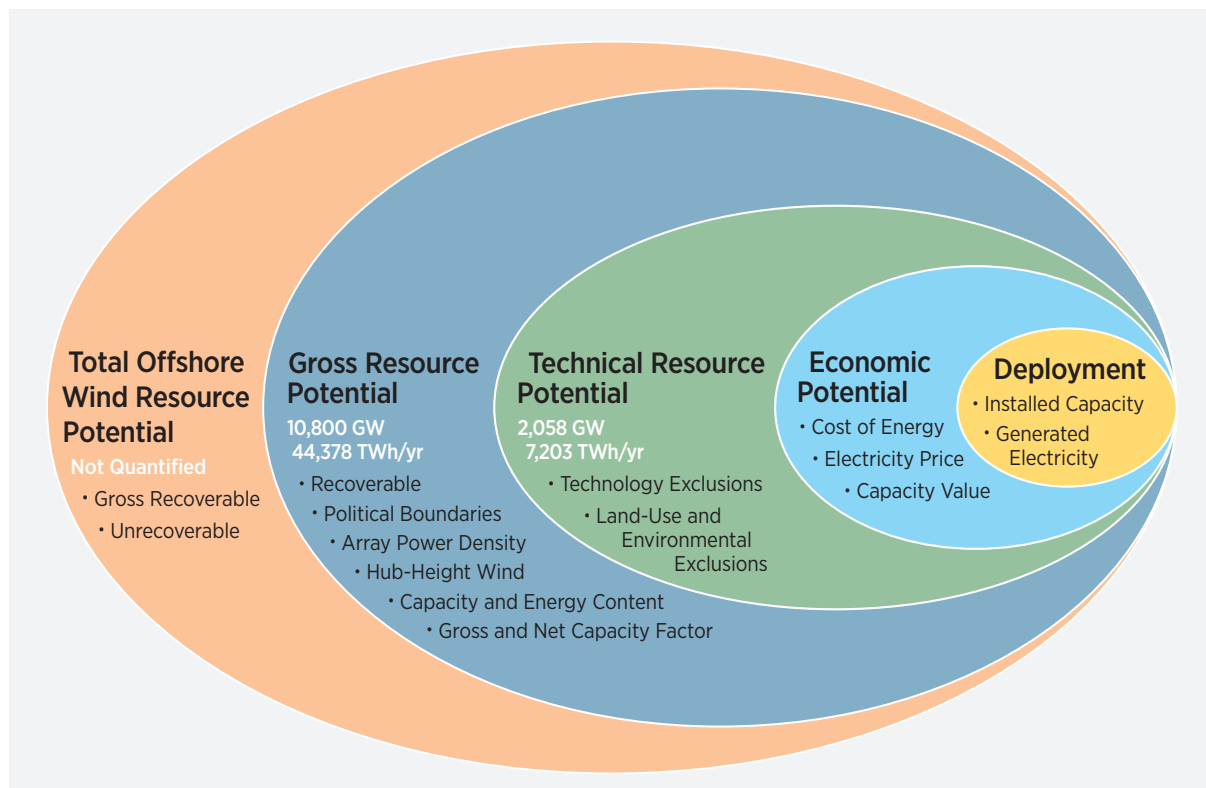 Total Offshore
Wind Resource
Potential
Not Quantified
• Gross Recoverable
• Unrecoverable
Gross Resource
Potential
10,800 GW
44,378 TWh/yr
• Recoverable
• Political Boundaries
• Array Power Density
• Hub-Height Wind
• Capacity and Energy Content
• Gross and Net Capacity Factor
Technical Resource
Potential
2,058 GW
7,203 TWh/yr
• Technology Exclusions
• Land-Use and
Environmental
Exclusions
Economic
Potential
• Cost of Energy
• Electricity Price
• Capacity Value
Deployment
• Installed Capacity
• Generated
Electricity